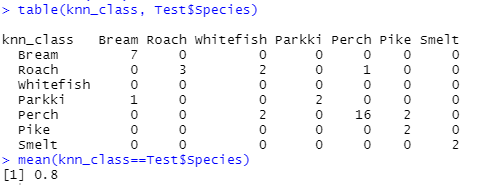 > table(knn_class, Test$Species)
knn_class Bream Roach Whitefish Parkki Perch Pike Smelt
Bream 7 0 0 0 0 0 0
Roach 0 3 2 0 1 0 0
Whitefish 0 0 0 0 0 0 0
Parkki 1 0 0 2 0 0 0
Perch 0 0 2 0 16 2 0
Pike 0 0 0 0 0 2 0
Smelt 0 0 0 0 0 0 2
> mean(knn_class==Test$Species)
[1] 0.8